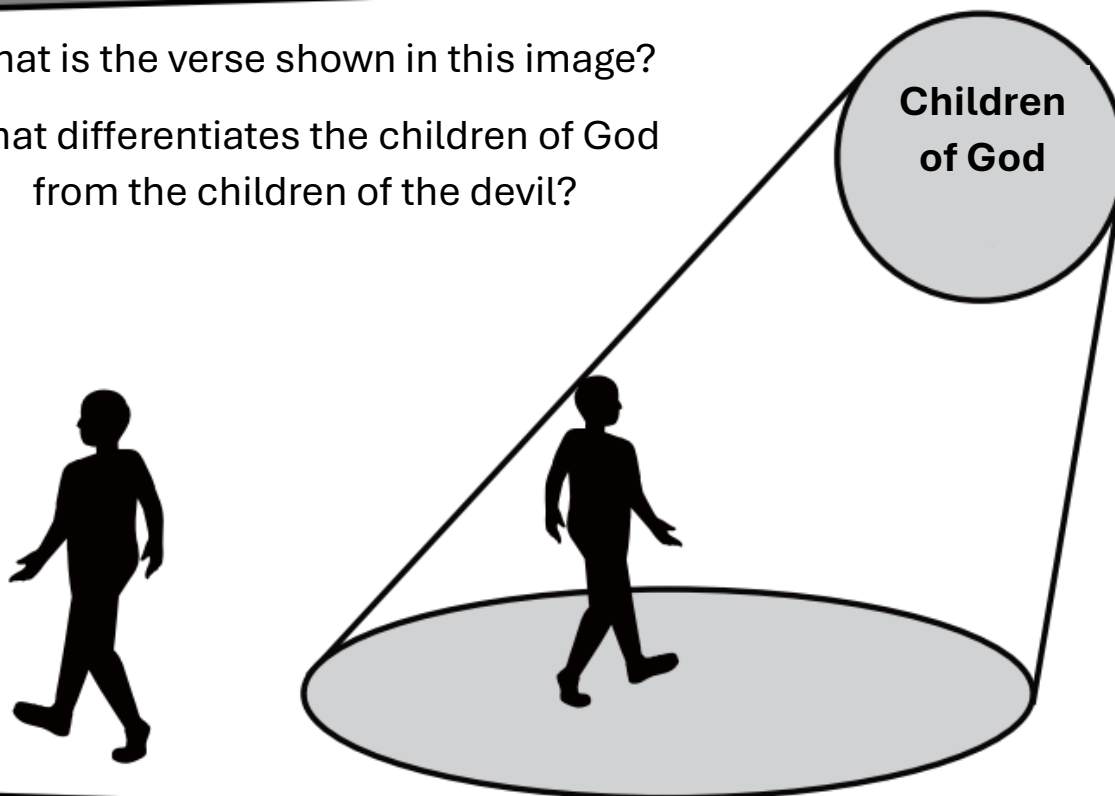 hat is the verse shown in this image?
hat differentiates the children of God
from the children of the devil?
Children
of God